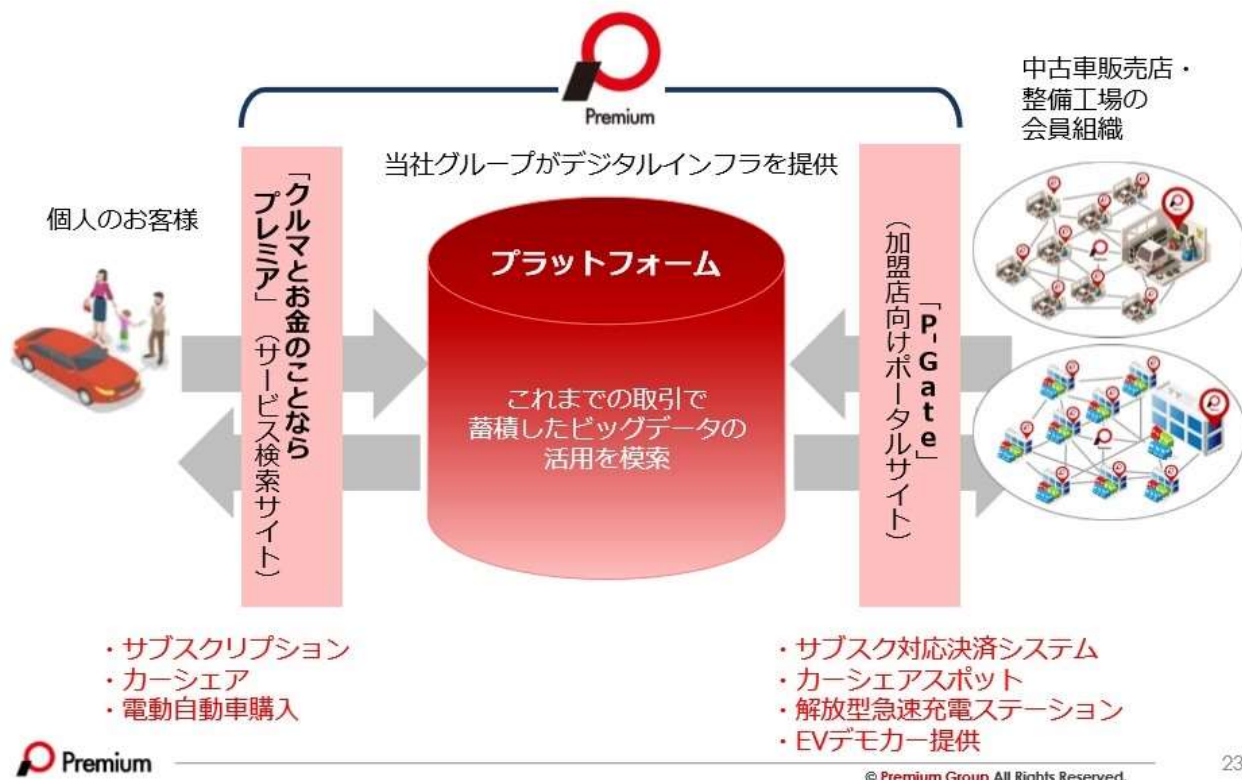 Premium
中古車販売店・
整備工場の
会員組織
当社グループがデジタルインフラを提供
個人のお客様
「クルマとお金のことなら
プレミア」（サービス検索サイト）
プラットフォーム
これまでの取引で
蓄積したビッグデータの
活用を模索
「P-Gate」
（加盟店向けポータルサイト）
・サブスクリプション
・カーシェア
・電動自動車購入
・サブスク対応決済システム
・カーシェアスポット
・解放型急速充電ステーション
・EVデモカー提供
Premium
© Premium Group All Rights Reserved.
23